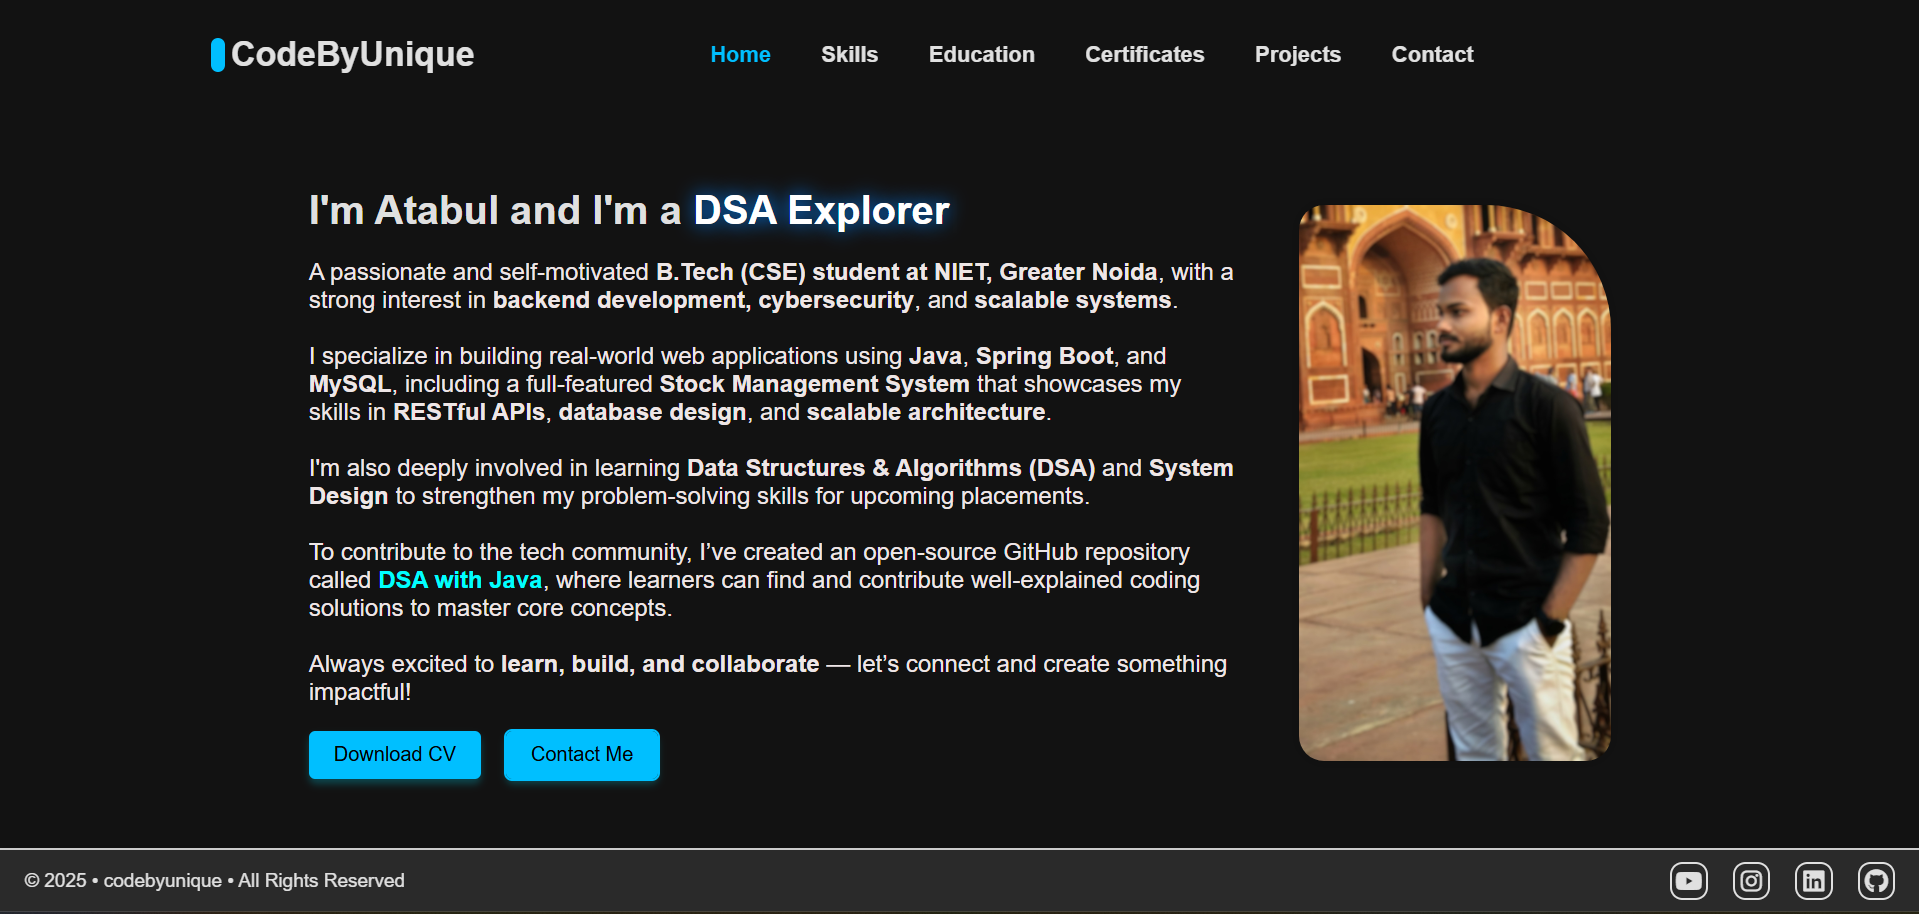 CodeByUnique
Home Skills Education Certificates Projects Contact
I'm Atabul and I'm a DSA Explorer
A passionate and self-motivated B.Tech (CSE) student at NIET, Greater Noida, with a
strong interest in backend development, cybersecurity, and scalable systems.
I specialize in building real-world web applications using Java, Spring Boot, and
MySQL, including a full-featured Stock Management System that showcases my
skills in RESTful APIs, database design, and scalable architecture.
I'm also deeply involved in learning Data Structures & Algorithms (DSA) and System
Design to strengthen my problem-solving skills for upcoming placements.
To contribute to the tech community, I’ve created an open-source GitHub repository
called DSA with Java, where learners can find and contribute well-explained coding
solutions to master core concepts.
Always excited to learn, build, and collaborate — let’s connect and create something
impactful!
Download CV Contact Me
© 2025 • codebyunique • All Rights Reserved